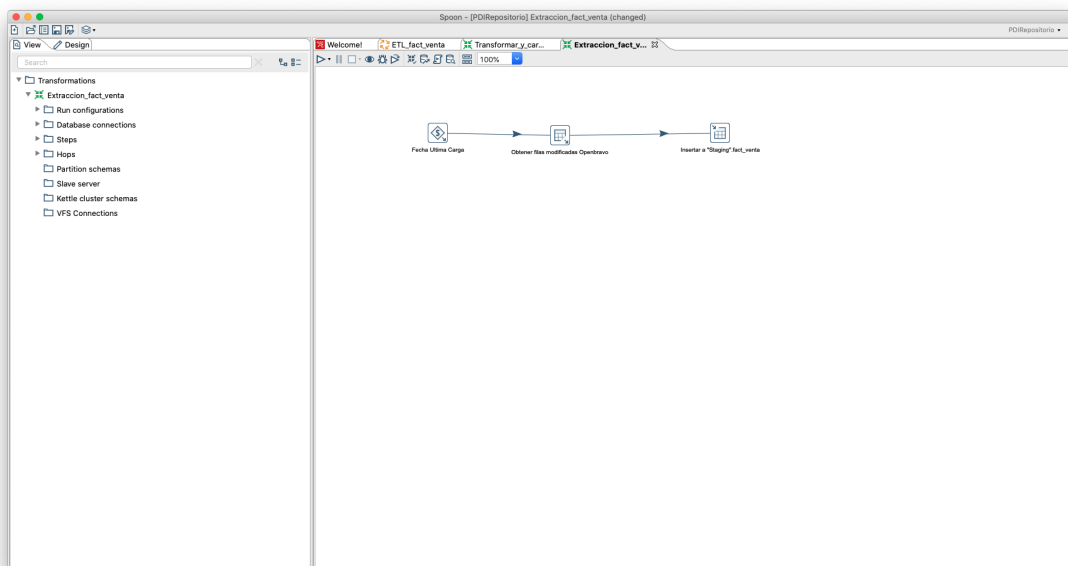 Spoon - [PDIRepositorio] Extraccion_fact_venta (changed)
PDIRepositorio
View
Design
Welcome!
ETL_fact_venta
Transformar_y_car...
Extraccion_fact_v...
Search
100%
Transformations
Extraccion_fact_venta
Run configurations
Database connections
Steps
Hops
Partition schemas
Slave server
Kettle cluster schemas
VFS Connections
Fecha Ultima Carga
Obtener filas modificadas Openbravo
Insertar a "Staging".fact_venta